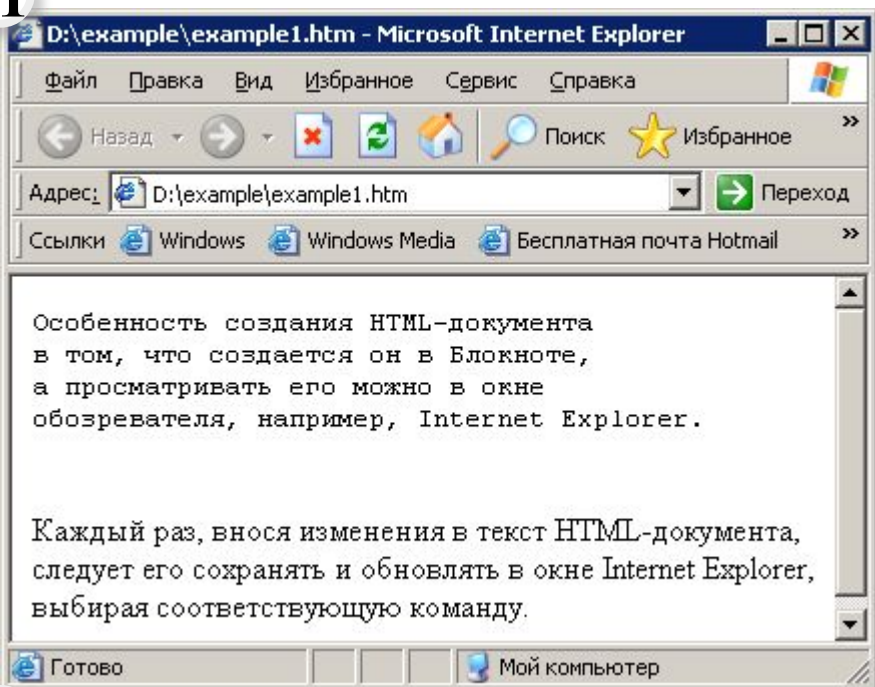 1
D:\example\example1.htm - Microsoft Internet Explorer
Файл Правка Вид Избранное Сервис Справка
Назад Поиск Избранное »
Адрес: D:\example\example1.htm Переход
Ссылки Windows Windows Media Бесплатная почта Hotmail »
Особенность создания HTML-документа
в том, что создается он в Блокноте,
а просматривать его можно в окне
обозревателя, например, Internet Explorer.
Каждый раз, внося изменения в текст HTML-документа,
следует его сохранять и обновлять в окне Internet Explorer,
выбирая соответствующую команду.
Готово Мой компьютер